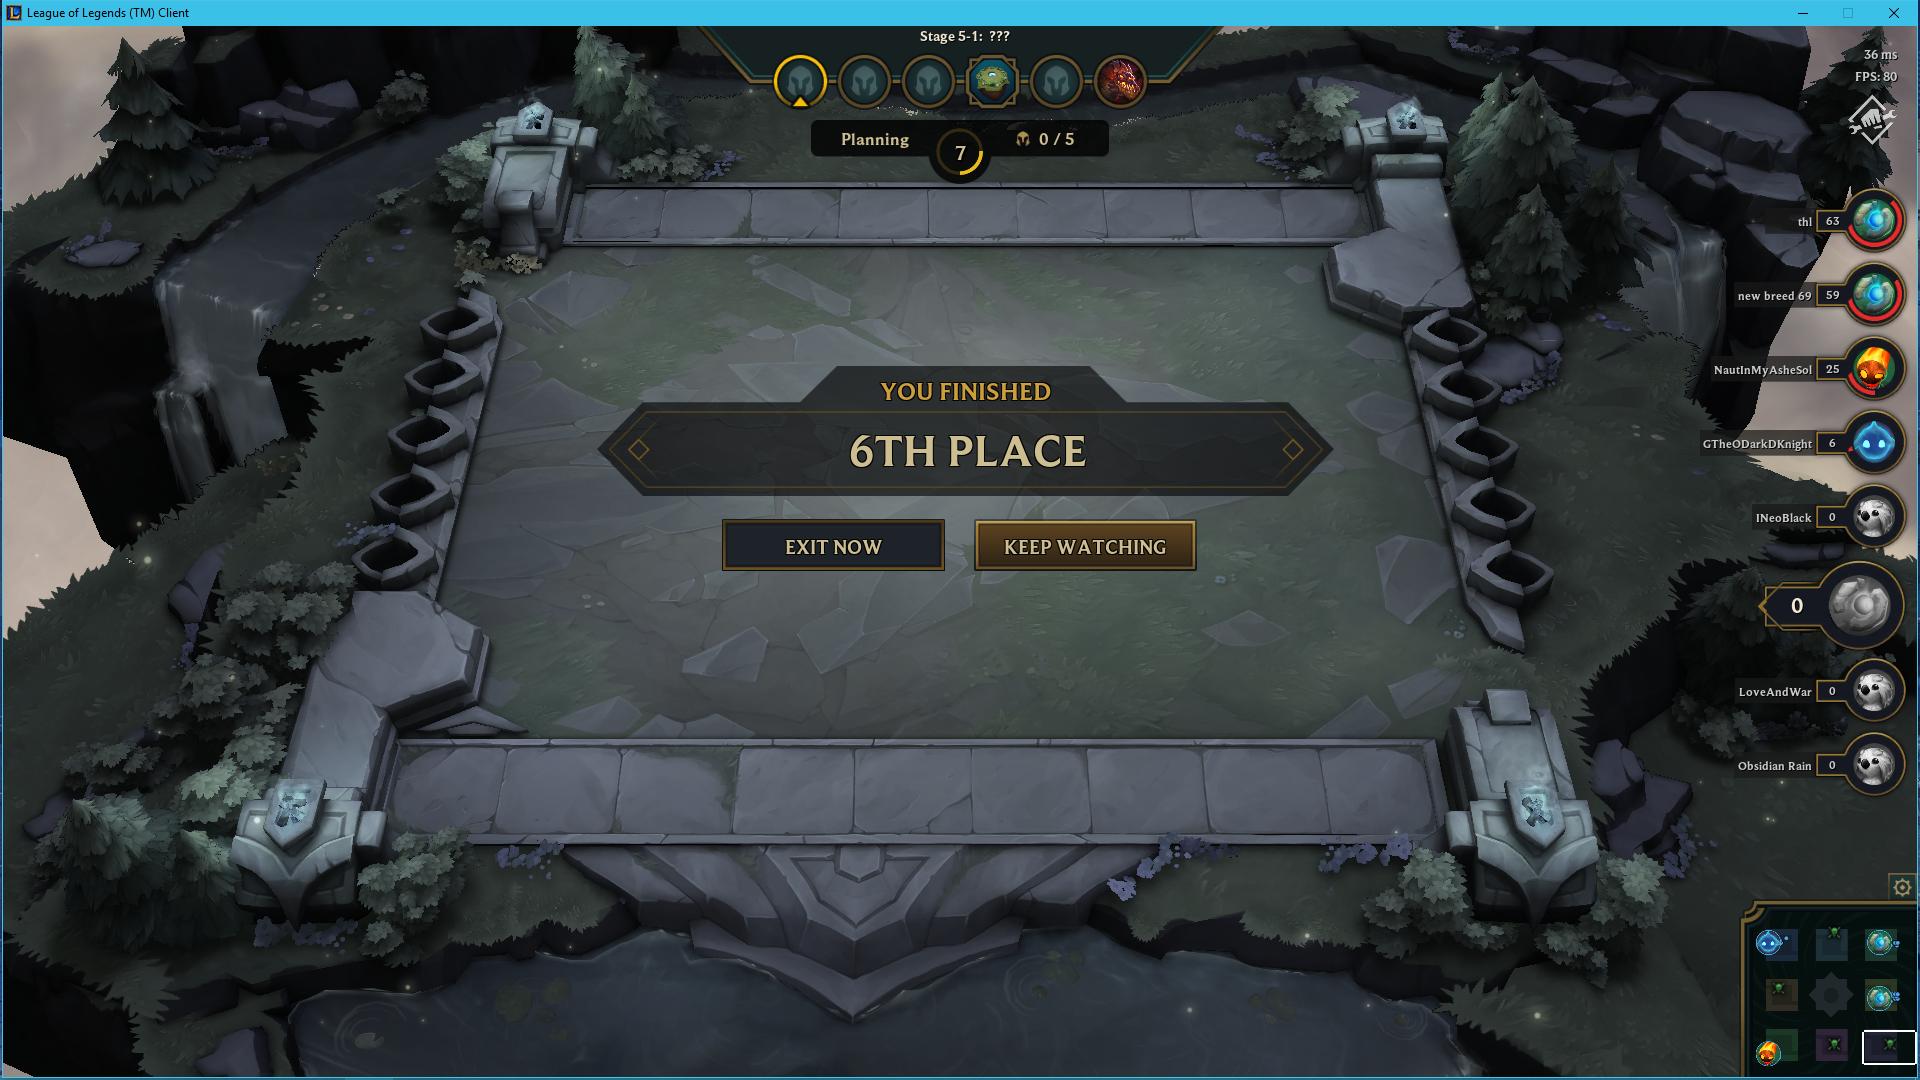 League of Legends (TM) Client
Stage 5-1: ???
36 ms
FPS: 80
Planning
7
0 / 5
thl
63
new breed 69
59
NautInMyAsheSol
25
YOU FINISHED
6TH PLACE
GTheODarkDKnight
6
EXIT NOW
KEEP WATCHING
INeoBlack
0
0
LoveAndWar
0
Obsidian Rain
0